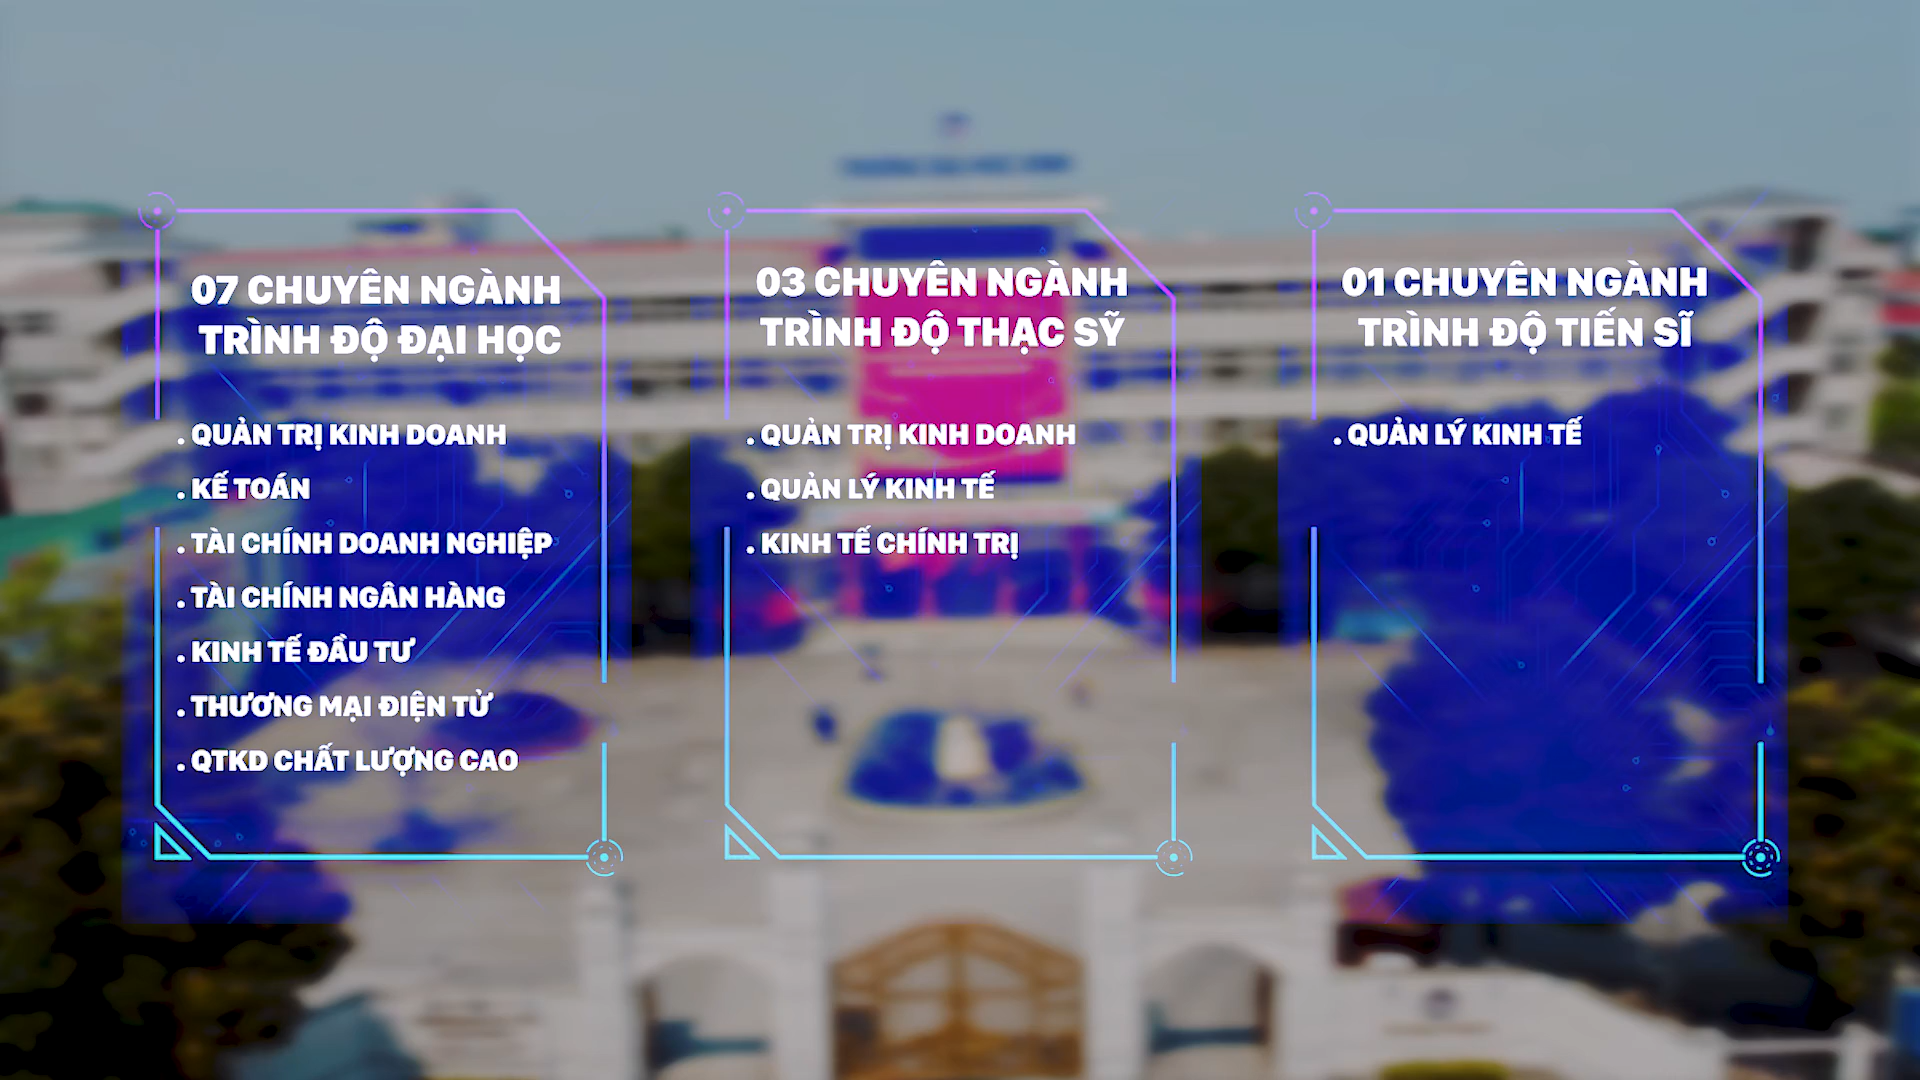 07 CHUYÊN NGÀNH
TRÌNH ĐỘ ĐẠI HỌC
. QUẢN TRỊ KINH DOANH
. KẾ TOÁN
. TÀI CHÍNH DOANH NGHIỆP
. TÀI CHÍNH NGÂN HÀNG
. KINH TẾ ĐẦU TƯ
. THƯƠNG MẠI ĐIỆN TỬ
. QTKD CHẤT LƯỢNG CAO
03 CHUYÊN NGÀNH
TRÌNH ĐỘ THẠC SỸ
. QUẢN TRỊ KINH DOANH
. QUẢN LÝ KINH TẾ
. KINH TẾ CHÍNH TRỊ
01 CHUYÊN NGÀNH
TRÌNH ĐỘ TIẾN SĨ
. QUẢN LÝ KINH TẾ